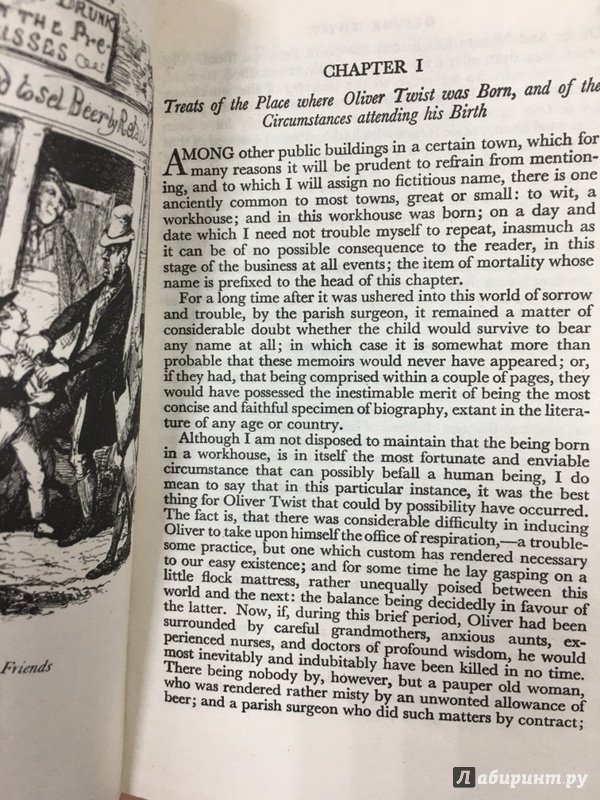 DRUNK
ON THE Pre-
MISSES
to sel Beer by Retail
Friends
CHAPTER I
Treats of the Place where Oliver Twist was Born, and of the
Circumstances attending his Birth
AMONG other public buildings in a certain town, which for
many reasons it will be prudent to refrain from mention-
ing, and to which I will assign no fictitious name, there is one
anciently common to most towns, great or small: to wit, a
workhouse; and in this workhouse was born; on a day and
date which I need not trouble myself to repeat, inasmuch as
it can be of no possible consequence to the reader, in this
stage of the business at all events; the item of mortality whose
name is prefixed to the head of this chapter.
For a long time after it was ushered into this world of sorrow
and trouble, by the parish surgeon, it remained a matter of
considerable doubt whether the child would survive to bear
any name at all; in which case it is somewhat more than
probable that these memoirs would never have appeared; or,
if they had, that being comprised within a couple of pages, they
would have possessed the inestimable merit of being the most
concise and faithful specimen of biography, extant in the litera-
ture of any age or country.
Although I am not disposed to maintain that the being born
in a workhouse, is in itself the most fortunate and enviable
circumstance that can possibly befall a human being, I do
mean to say that in this particular instance, it was the best
thing for Oliver Twist that could by possibility have occurred.
The fact is, that there was considerable difficulty in inducing
Oliver to take upon himself the office of respiration,—a trouble-
some practice, but one which custom has rendered necessary
to our easy existence; and for some time he lay gasping on a
little flock mattress, rather unequally poised between this
world and the next: the balance being decidedly in favour of
the latter. Now, if, during this brief period, Oliver had been
surrounded by careful grandmothers, anxious aunts, ex-
perienced nurses, and doctors of profound wisdom, he would
most inevitably and indubitably have been killed in no time.
There being nobody by, however, but a pauper old woman,
who was rendered rather misty by an unwonted allowance of
beer; and a parish surgeon who did such matters by contract;
Лабиринт.ру